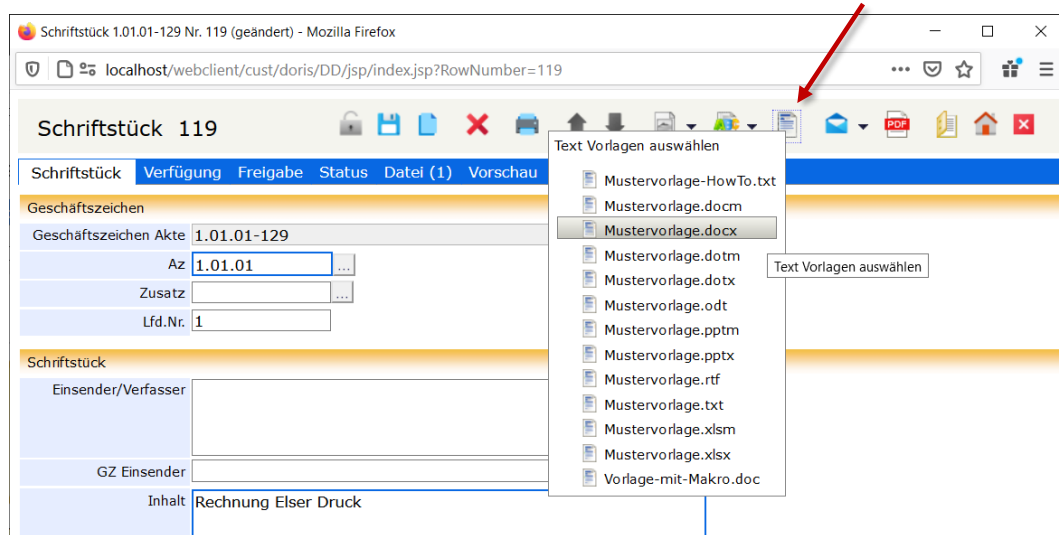 Schriftstück 1.01.01-129 Nr. 119 (geändert) - Mozilla Firefox
localhost/webclient/cust/doris/DD/jsp/index.jsp?RowNumber=119
Schriftstück 119
PDF
Schriftstück Verfügung Freigabe Status Datei (1) Vorschau
Geschäftszeichen
Geschäftszeichen Akte 1.01.01-129
Az 1.01.01 ...
Zusatz ...
Lfd.Nr. 1
Schriftstück
Einsender/Verfasser
GZ Einsender
Inhalt Rechnung Elser Druck
Text Vorlagen auswählen
Mustervorlage-HowTo.txt
Mustervorlage.docm
Mustervorlage.docx
Mustervorlage.dotm
Mustervorlage.dotx
Mustervorlage.odt
Mustervorlage.pptm
Mustervorlage.pptx
Mustervorlage.rtf
Mustervorlage.txt
Mustervorlage.xlsm
Mustervorlage.xlsx
Vorlage-mit-Makro.doc
Text Vorlagen auswählen